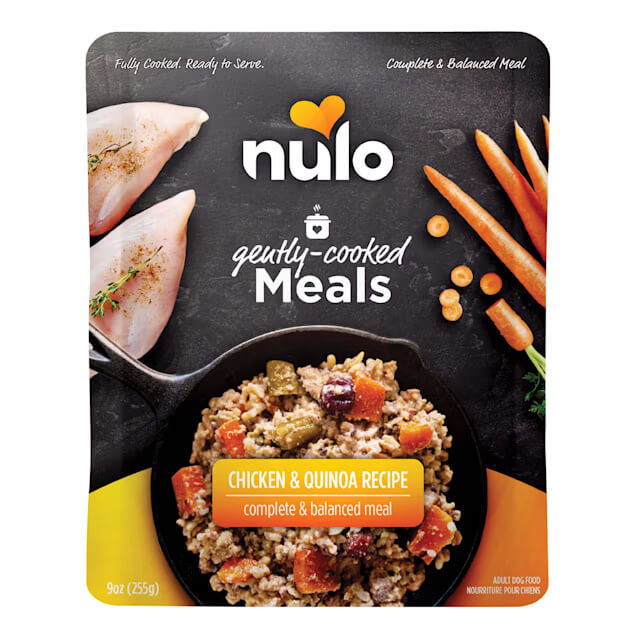 Fully Cooked. Ready to Serve.
Complete & Balanced Meal
nulo
gently-cooked
Meals
CHICKEN & QUINOA RECIPE
complete & balanced meal
9oz (255g)
ADULT DOG FOOD
NOURRITURE POUR CHIENS